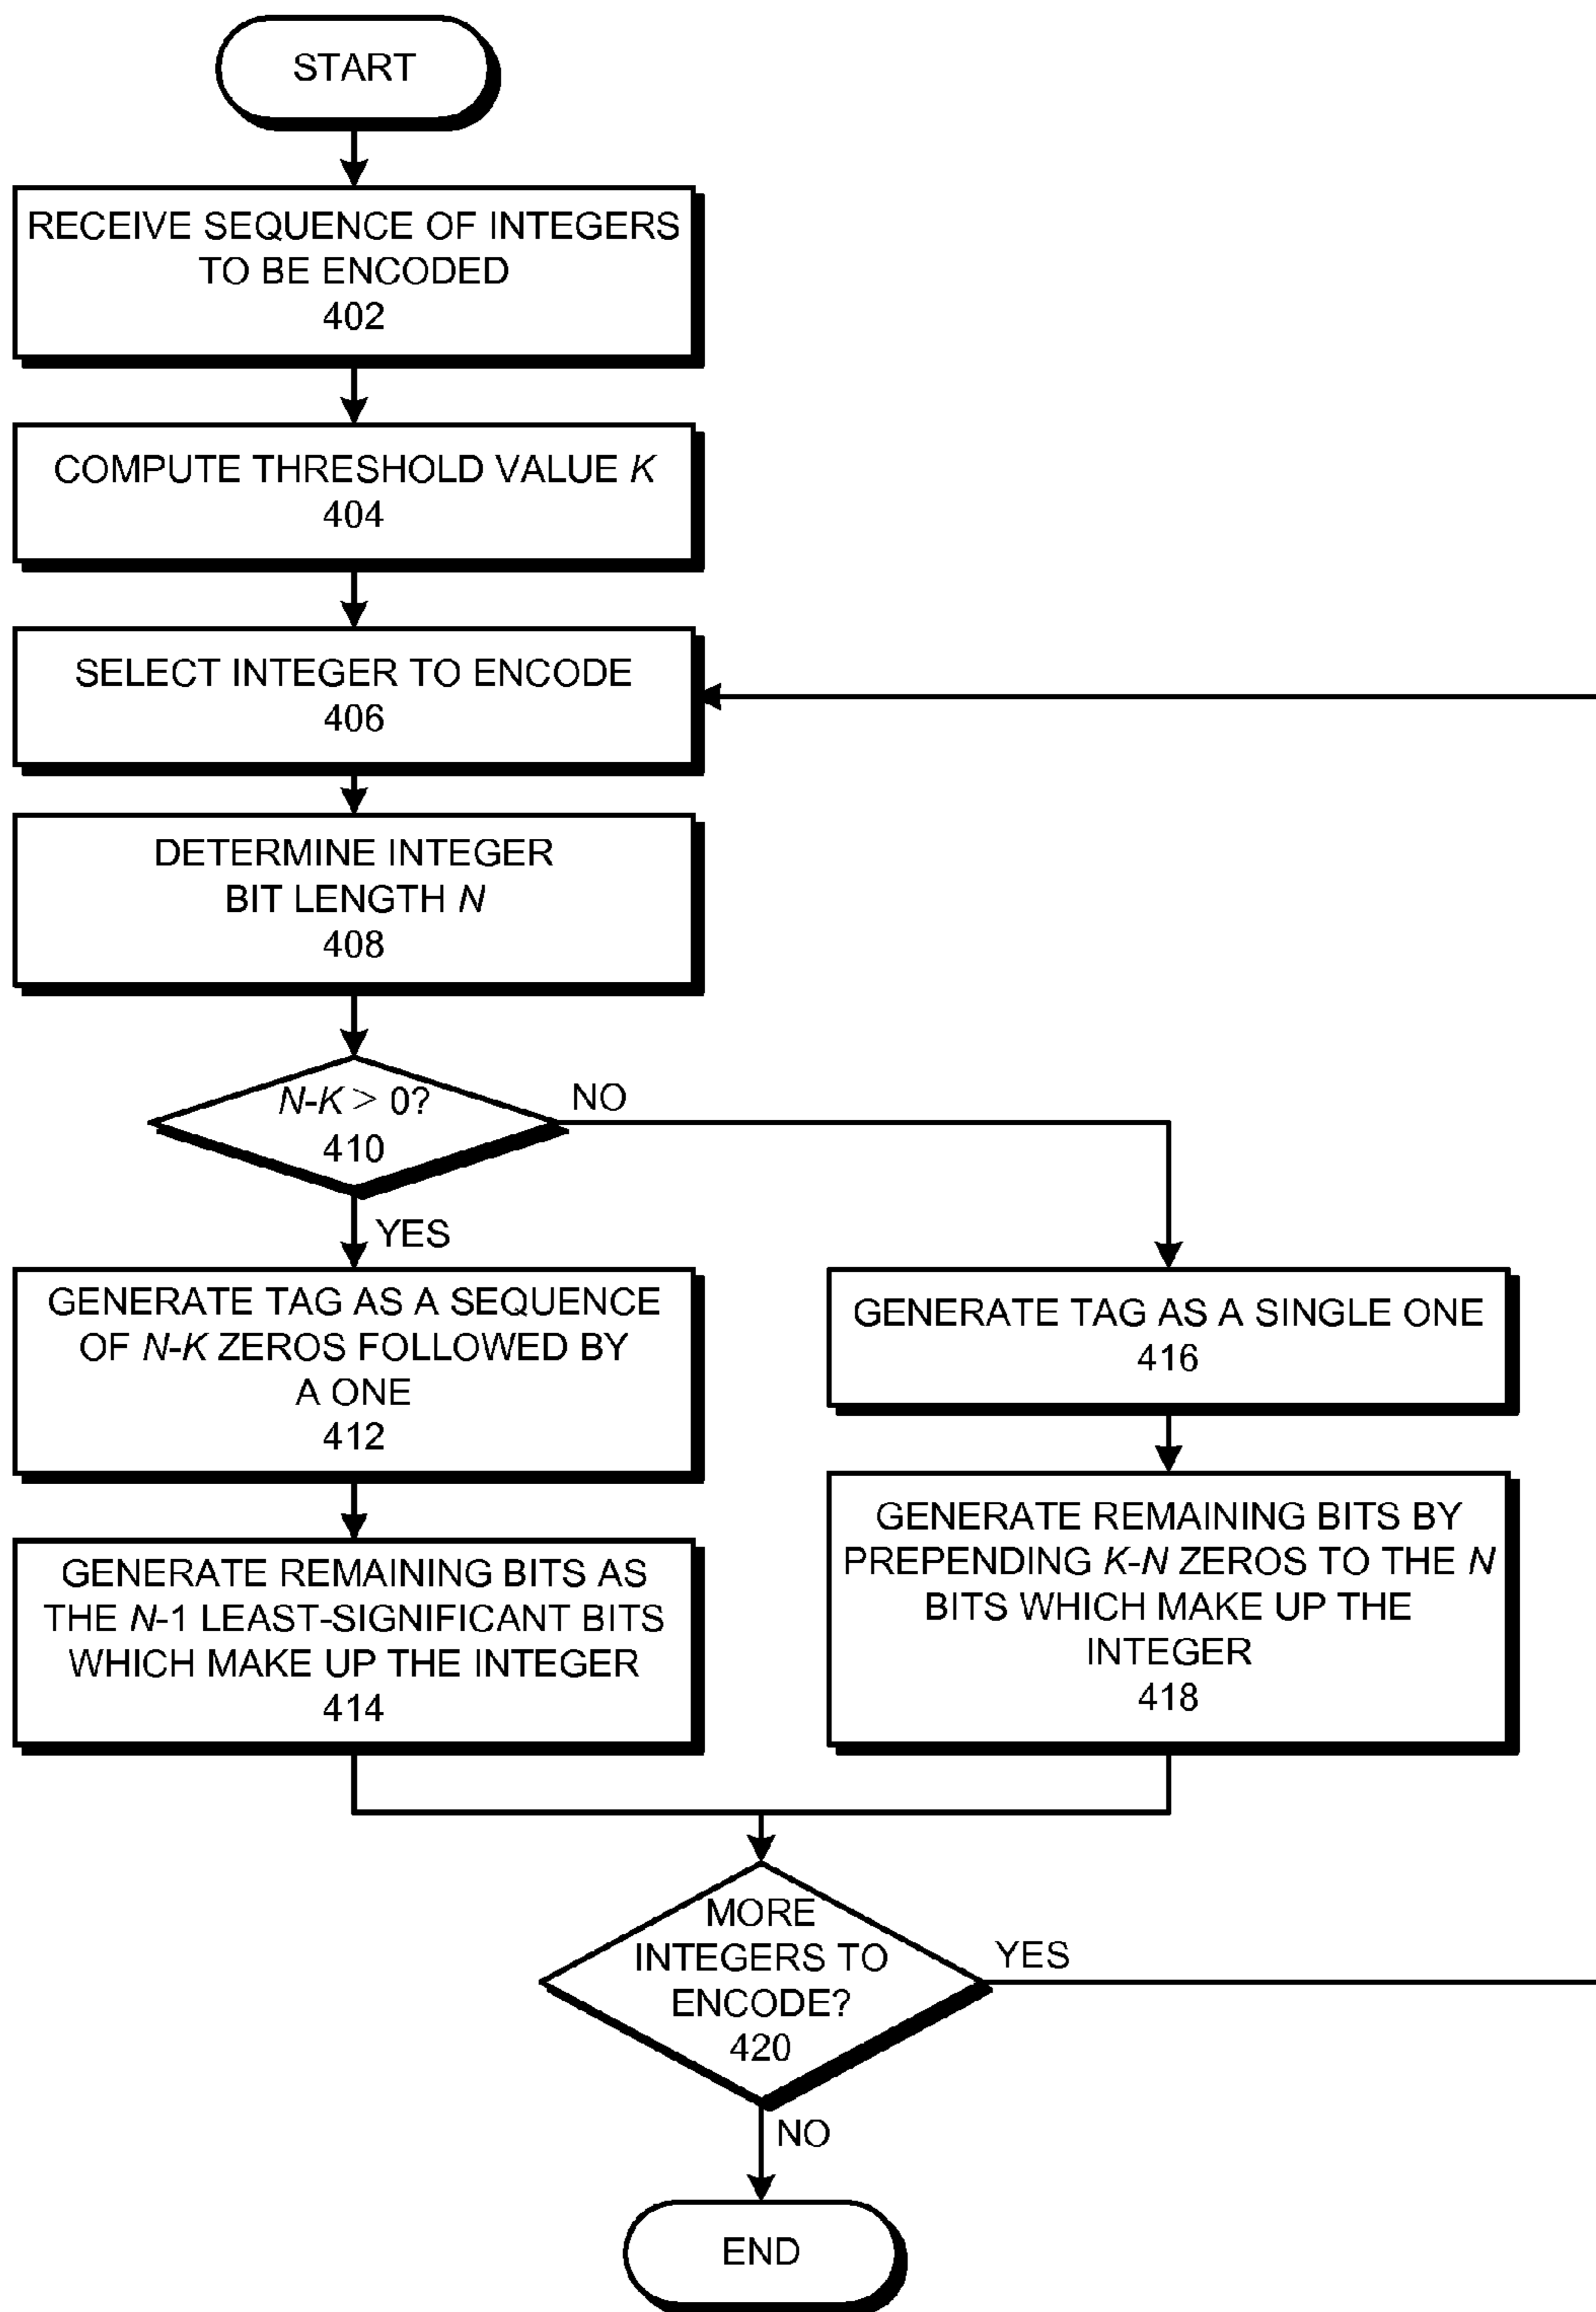 START
RECEIVE SEQUENCE OF INTEGERS
TO BE ENCODED
402
COMPUTE THRESHOLD VALUE K
404
SELECT INTEGER TO ENCODE
406
DETERMINE INTEGER
BIT LENGTH N
408
N-K > 0?
410
NO
YES
GENERATE TAG AS A SEQUENCE
OF N-K ZEROS FOLLOWED BY
A ONE
412
GENERATE TAG AS A SINGLE ONE
416
GENERATE REMAINING BITS AS
THE N-1 LEAST-SIGNIFICANT BITS
WHICH MAKE UP THE INTEGER
414
GENERATE REMAINING BITS BY
PREPENDING K-N ZEROS TO THE N
BITS WHICH MAKE UP THE
INTEGER
418
MORE
INTEGERS TO
ENCODE?
420
YES
NO
END